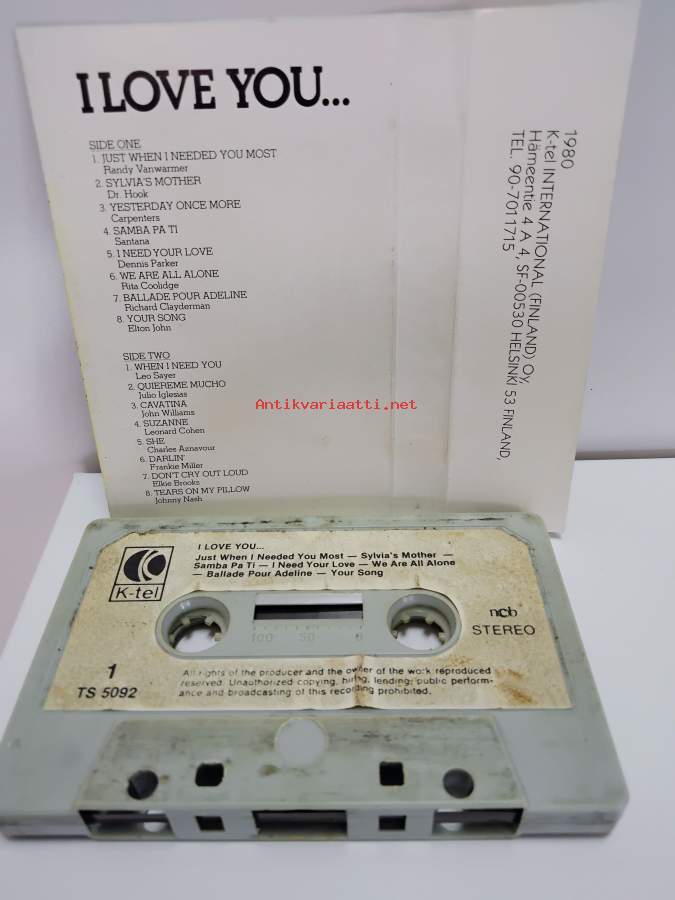 I LOVE YOU...
SIDE ONE
1. JUST WHEN I NEEDED YOU MOST
Randy Vanwarmer
2. SYLVIA'S MOTHER
Dr. Hook
3. YESTERDAY ONCE MORE
Carpenters
4. SAMBA PA TI
Santana
5. I NEED YOUR LOVE
Dennis Parker
6. WE ARE ALL ALONE
Rita Coolidge
7. BALLADE POUR ADELINE
Richard Clayderman
8. YOUR SONG
Elton John
SIDE TWO
1. WHEN I NEED YOU
Leo Sayer
2. QUIEREME MUCHO
Julio Iglesias
3. CAVATINA
John Williams
4. SUZANNE
Leonard Cohen
5. SHE
Charles Aznavour
6. DARLIN'
Frankie Miller
7. DON'T CRY OUT LOUD
Elkie Brooks
8. TEARS ON MY PILLOW
Johnny Nash
1980
K-tel INTERNATIONAL (FINLAND) Oy,
Hämeentie 4 A 4, SF-00530 HELSINKI 53 FINLAND,
TEL. 90-7011715
Antikvariaatti.net
K-tel
I LOVE YOU...
Just When I Needed You Most — Sylvia's Mother —
Samba Pa Ti — I Need Your Love — We Are All Alone
— Ballade Pour Adeline — Your Song
100 50 0
ncb
STEREO
1
TS 5092
All rights of the producer and the owner of the work reproduced
reserved. Unauthorized copying, hiring, lending, public perform-
ance and broadcasting of this recording prohibited.